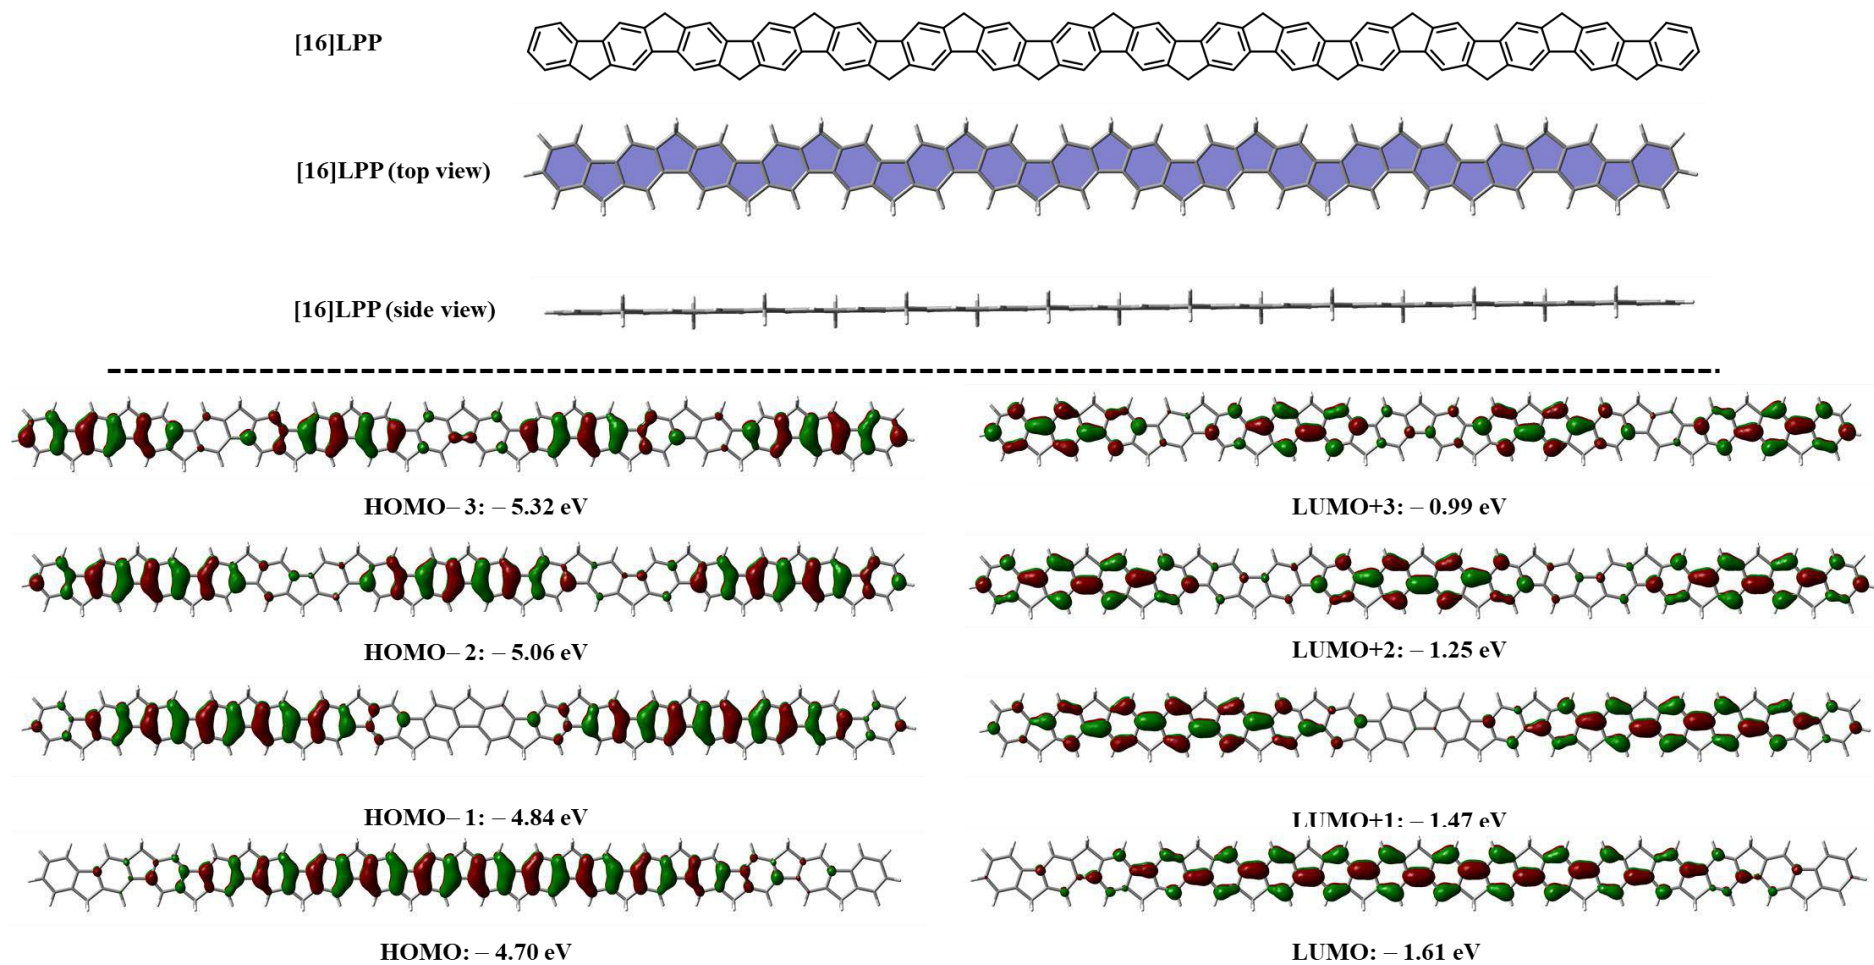 [16]LPP
[16]LPP (top view)
[16]LPP (side view)
HOMO– 3: – 5.32 eV
LUMO+3: – 0.99 eV
HOMO– 2: – 5.06 eV
LUMO+2: – 1.25 eV
HOMO– 1: – 4.84 eV
LUMO+1: – 1.47 eV
HOMO: – 4.70 eV
LUMO: – 1.61 eV